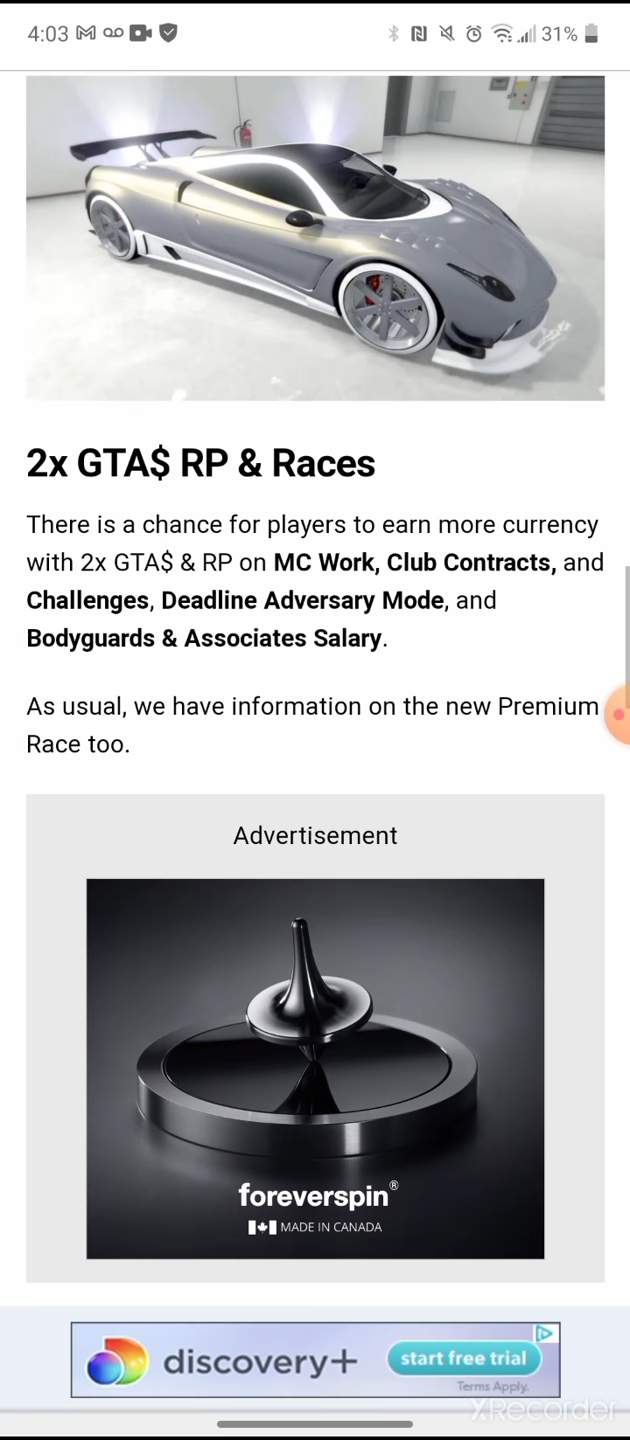 4:03
31%
2x GTA$ RP & Races
There is a chance for players to earn more currency
with 2x GTA$ & RP on MC Work, Club Contracts, and
Challenges, Deadline Adversary Mode, and
Bodyguards & Associates Salary.
As usual, we have information on the new Premium
Race too.
Advertisement
foreverspin®
MADE IN CANADA
discovery+
start free trial
Terms Apply.
XRecorder